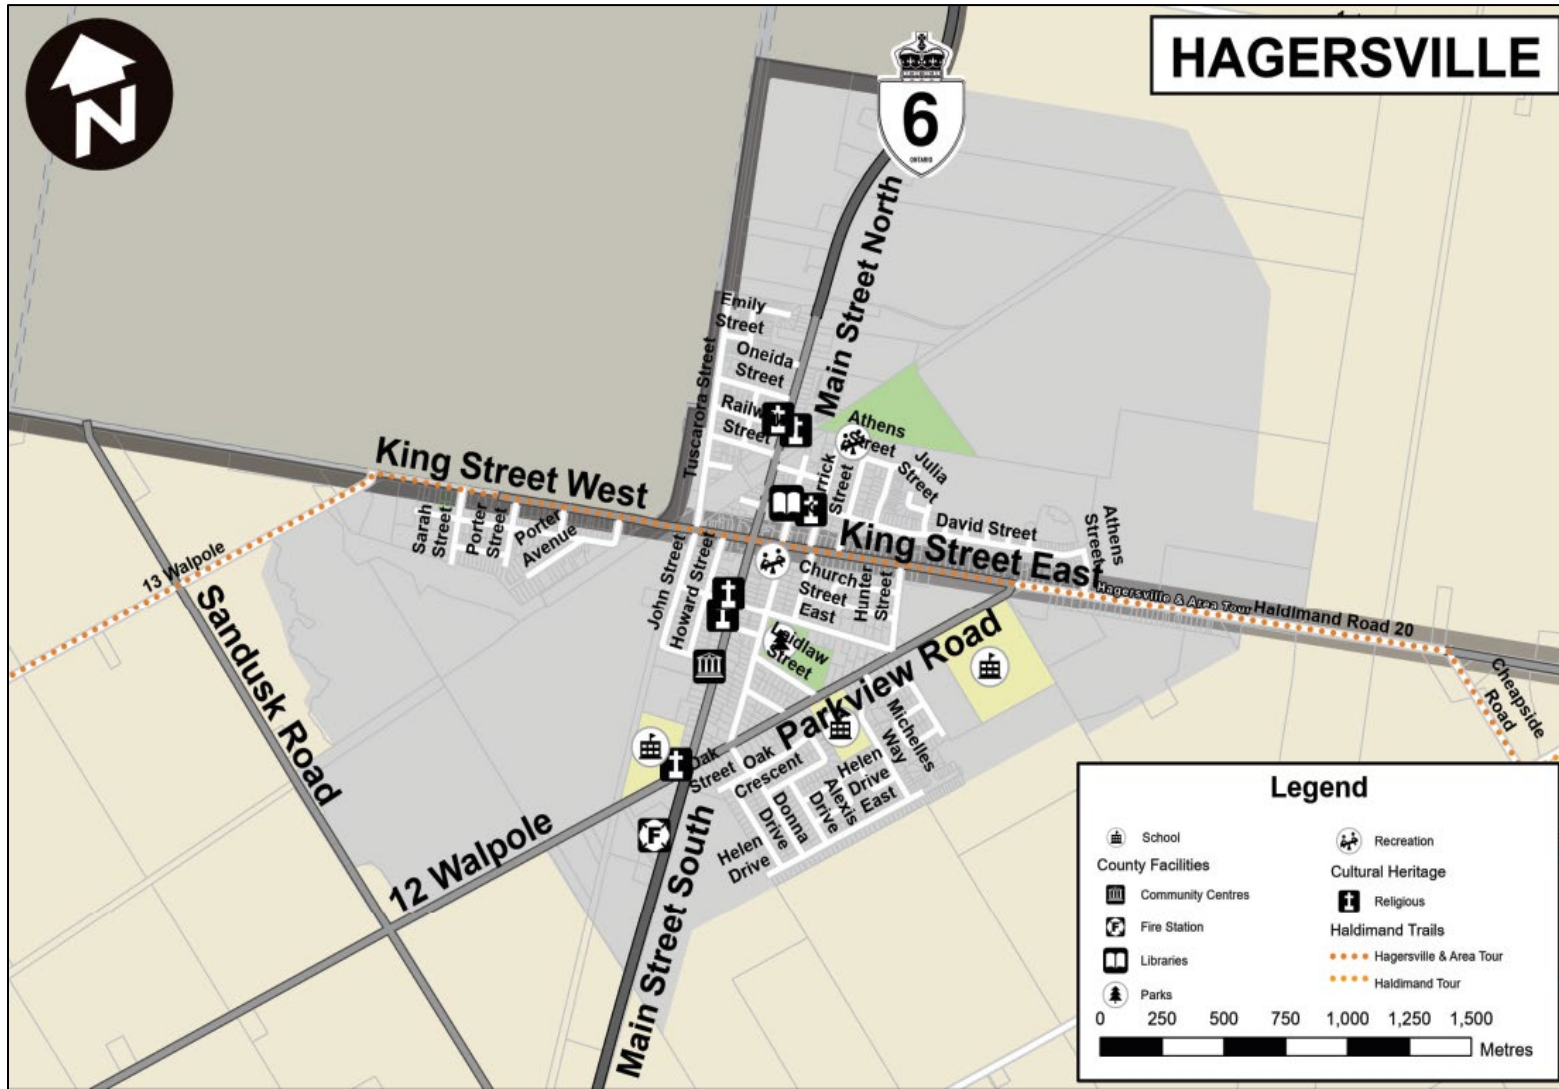 HAGERSVILLE
N
6
ONTARIO
Main Street North
Emily
Street
Oneida
Street
Tuscarora Street
Street
Athens
Street
Julia
Street
Street
King Street West
Sarah
Street
Porter
Street
Porter
Avenue
David Street
Athens
Street
King Street East
13 Walpole
John Street
Howard Street
Church
Street
East
Hunter
Street
Hagersville & Area Tour
Haldimand Road 20
Cheapside
Road
Sandusk Road
Laidlaw
Street
Parkview Road
Michelles
Way
Oak
Street
Oak
Crescent
Helen
Drive
East
Alexis
Drive
Donna
Drive
Helen
Drive
F
12 Walpole
Main Street South
Legend
School
County Facilities
Community Centres
F
Fire Station
Libraries
Parks
Recreation
Cultural Heritage
Religious
Haldimand Trails
Hagersville & Area Tour
Haldimand Tour
0 250 500 750 1,000 1,250 1,500
Metres